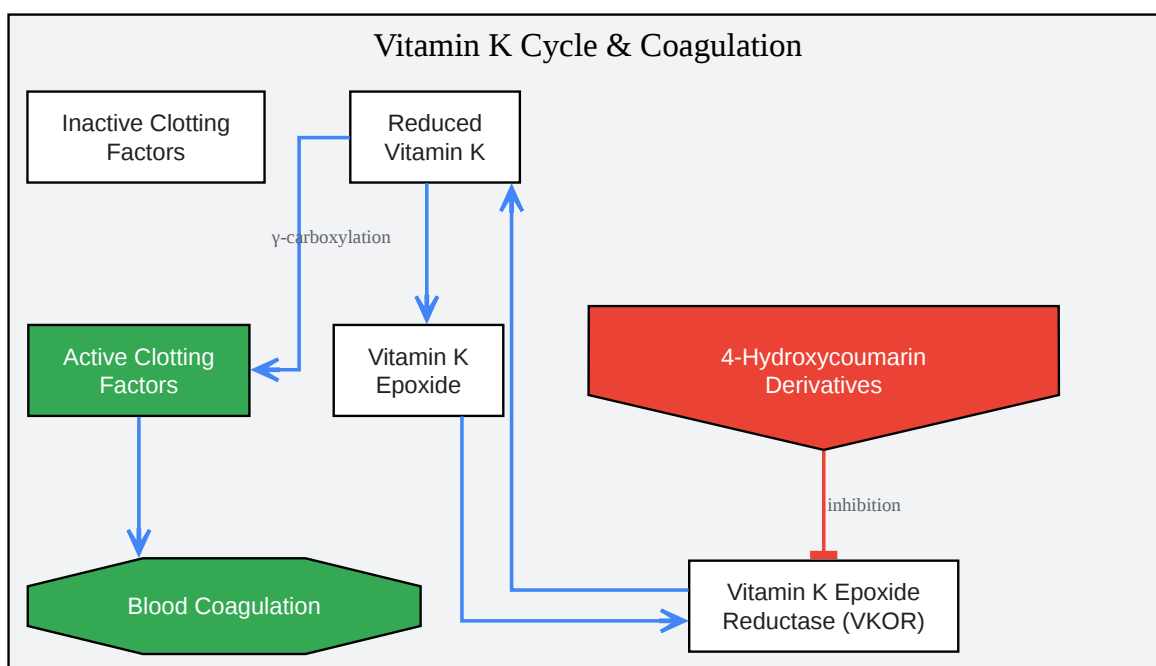 Vitamin K Cycle & Coagulation
Inactive Clotting
Factors
Reduced
Vitamin K
γ-carboxylation
Active Clotting
Factors
Vitamin K
Epoxide
4-Hydroxycoumarin
Derivatives
inhibition
Blood Coagulation
Vitamin K Epoxide
Reductase (VKOR)